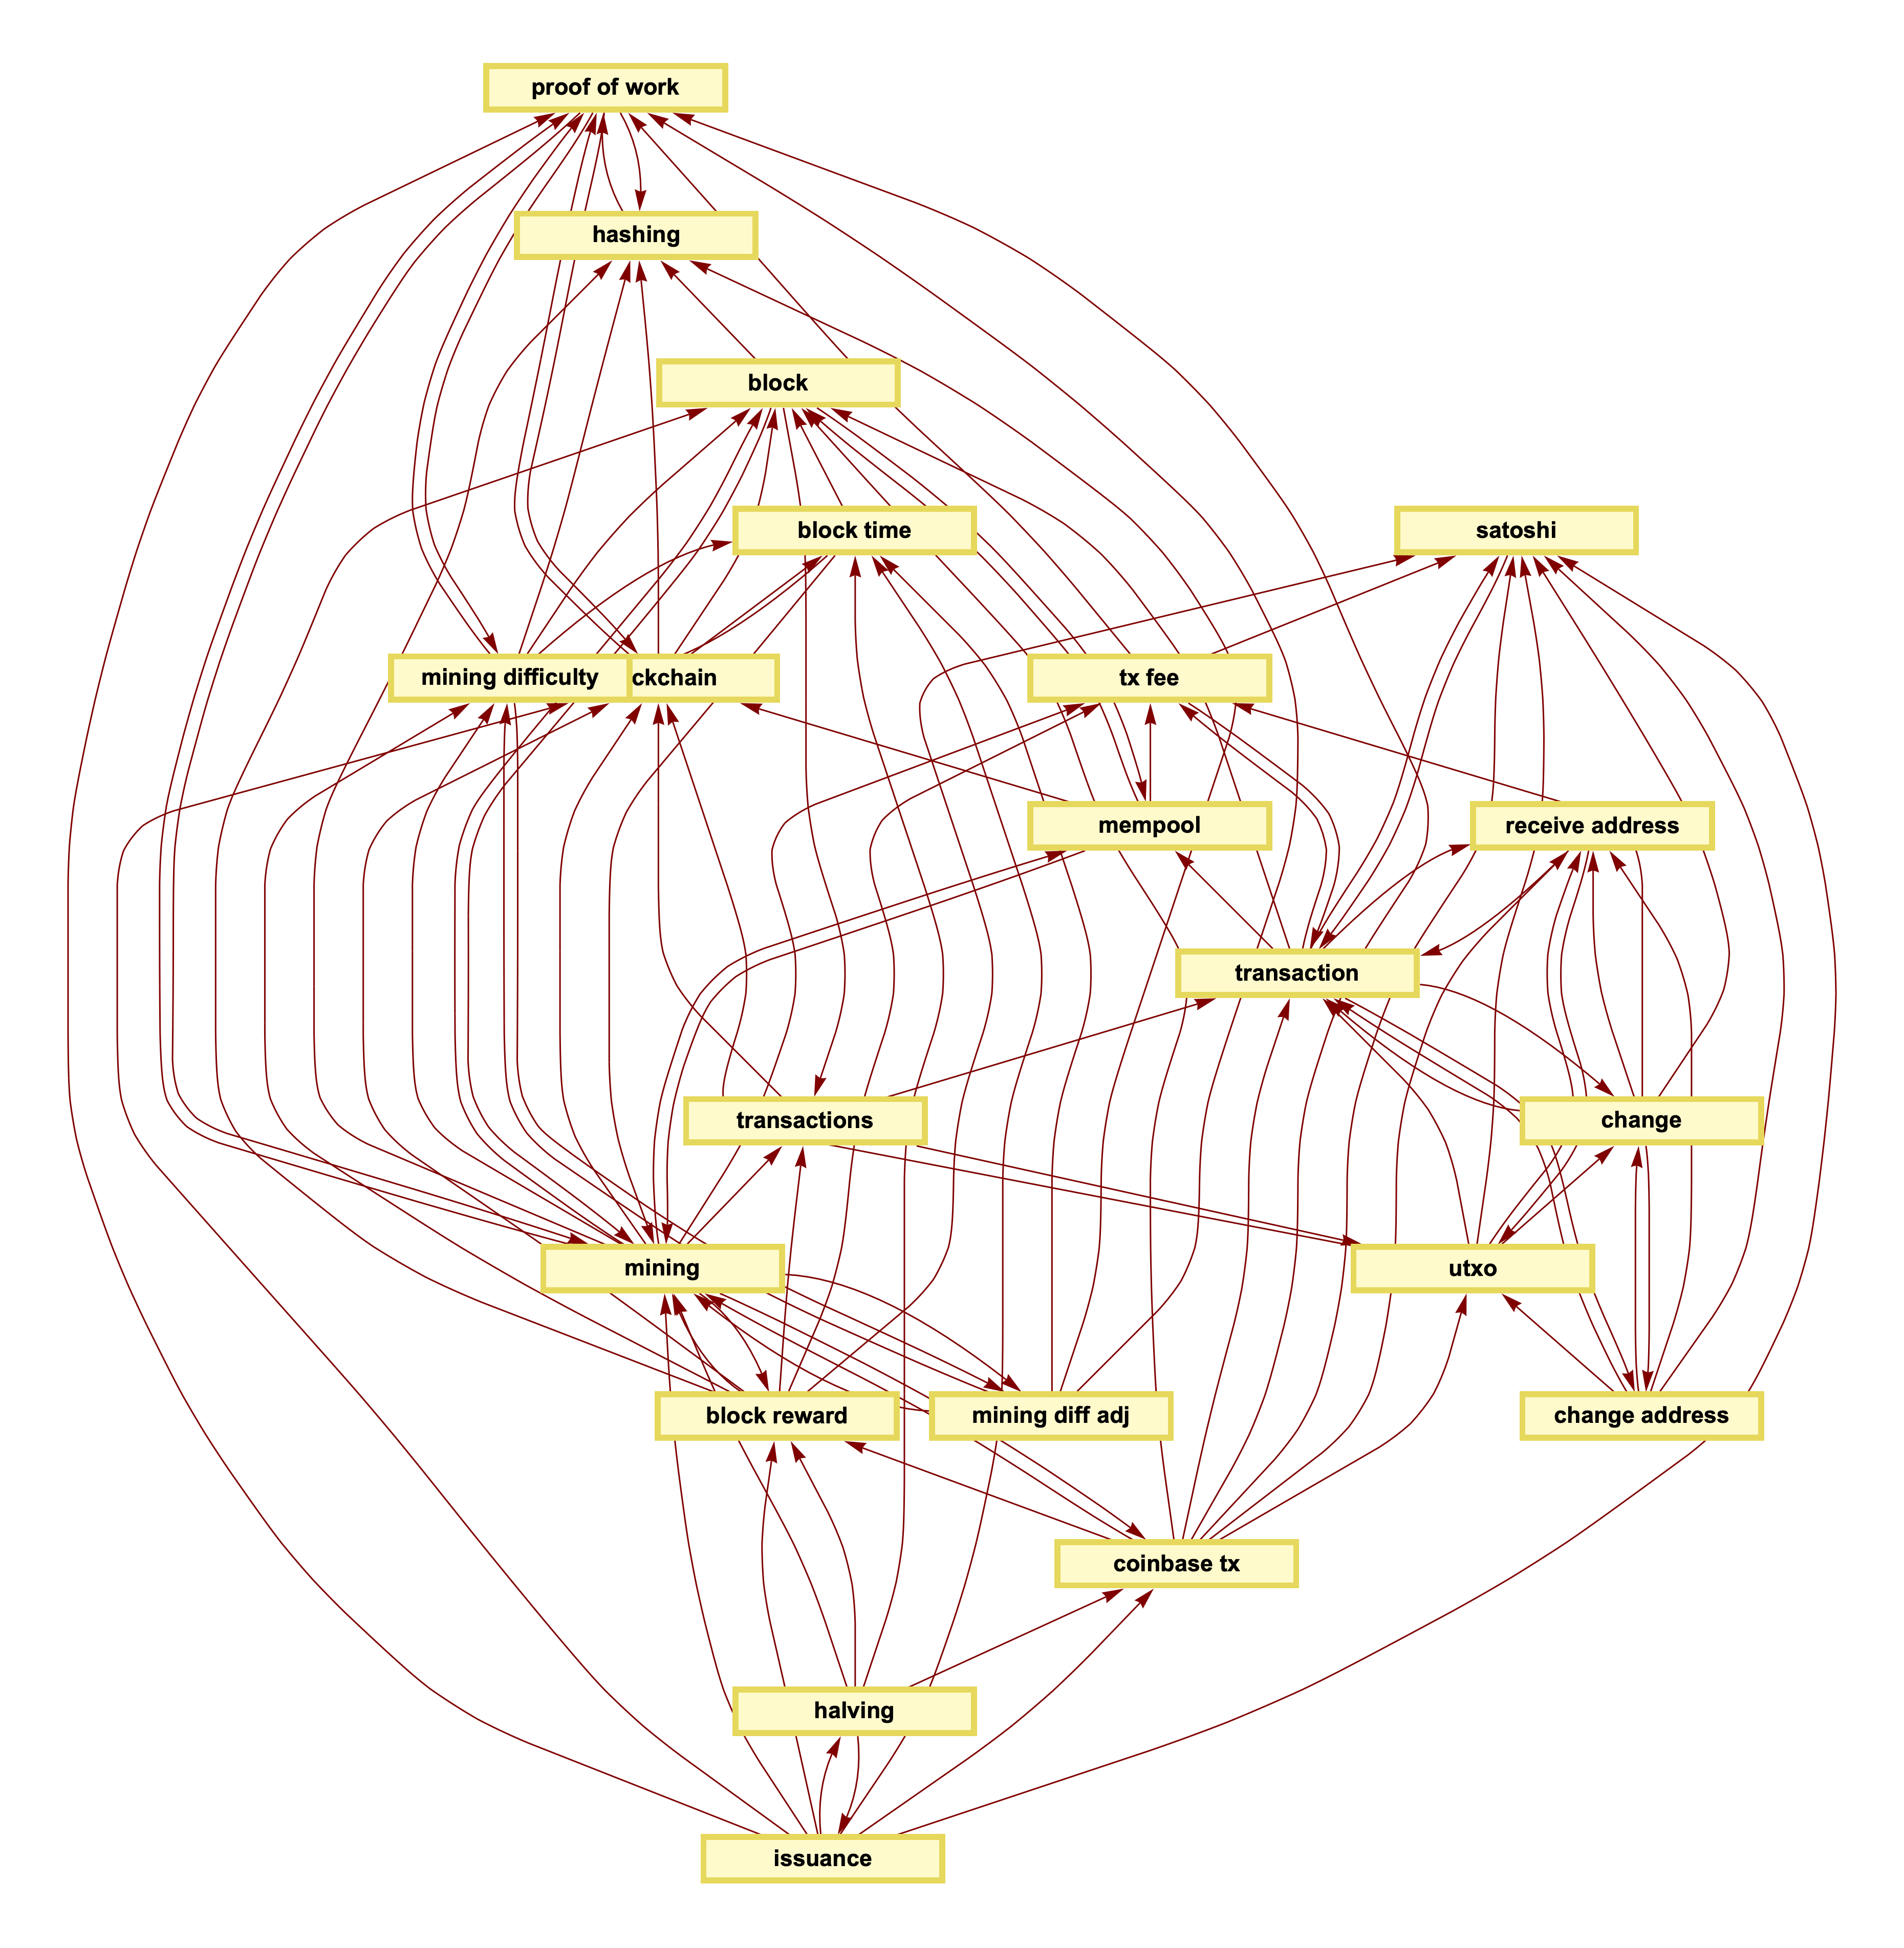 proof of work
hashing
block
block time
satoshi
mining difficulty
ckchain
tx fee
mempool
receive address
transaction
transactions
change
mining
utxo
block reward
mining diff adj
change address
coinbase tx
halving
issuance